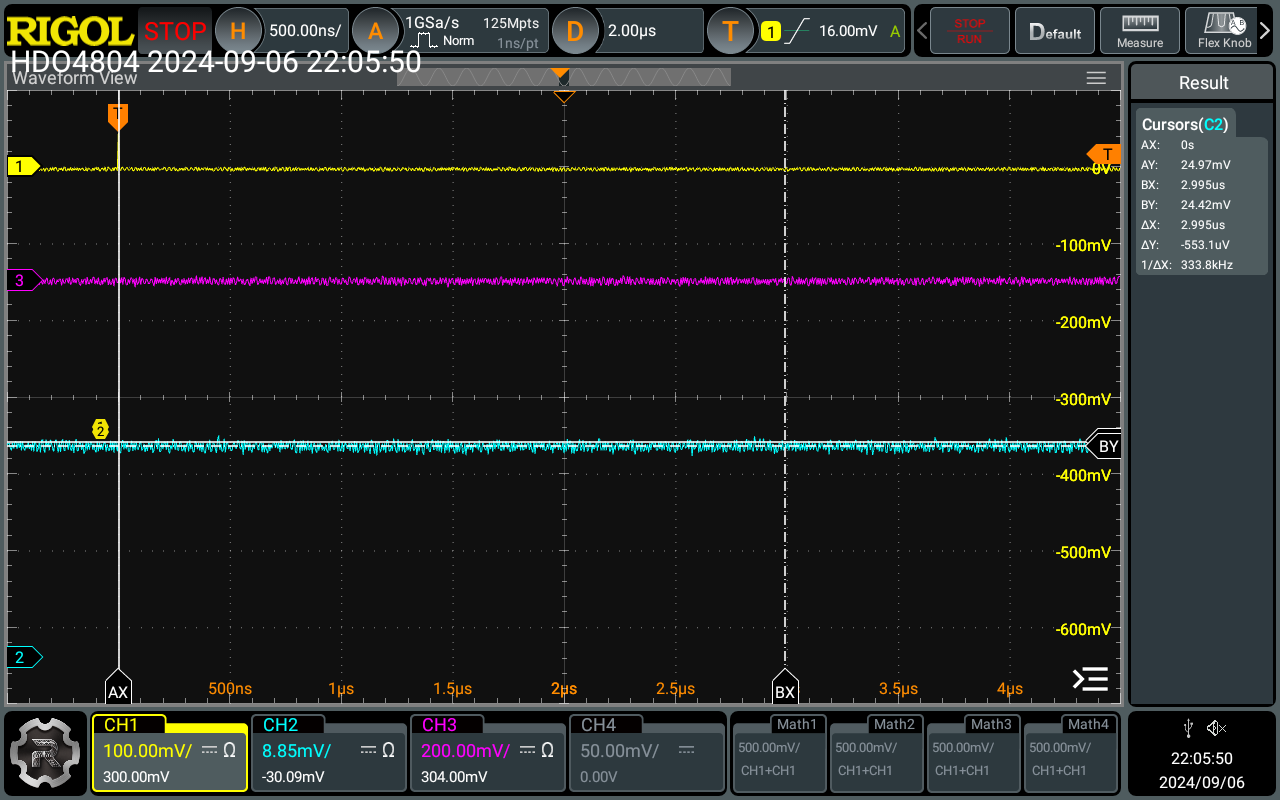 RIGOL STOP H 500.00ns/ A 1GSa/s Norm 125Mpts 1ns/pt D 2.00µs T 1 16.00mV A STOP RUN Default Measure Flex Knob
HDO4804 2024-09-06 22:05:50
Waveform View
Result
T
Cursors(C2)
AX: 0s
1
T
0V
AY: 24.97mV
BX: 2.995us
BY: 24.42mV
ΔX: 2.995us
-100mV
ΔY: -553.1uV
1/ΔX: 333.8kHz
3
-200mV
-300mV
2
BY
-400mV
-500mV
-600mV
2
AX 500ns 1µs 1.5µs 2µs 2.5µs BX 3.5µs 4µs
CH1 CH2 CH3 CH4 Math1 Math2 Math3 Math4
100.00mV/ Ω 8.85mV/ Ω 200.00mV/ Ω 50.00mV/ 500.00mV/ 500.00mV/ 500.00mV/ 500.00mV/
300.00mV -30.09mV 304.00mV 0.00V CH1+CH1 CH1+CH1 CH1+CH1 CH1+CH1
22:05:50
2024/09/06